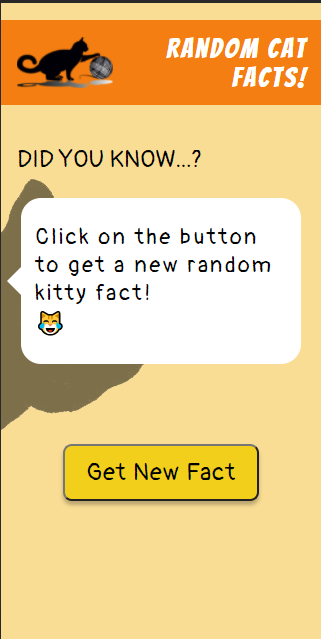 RANDOM CAT
FACTS!
DID YOU KNOW...?
Click on the button
to get a new random
kitty fact!
😹
Get New Fact